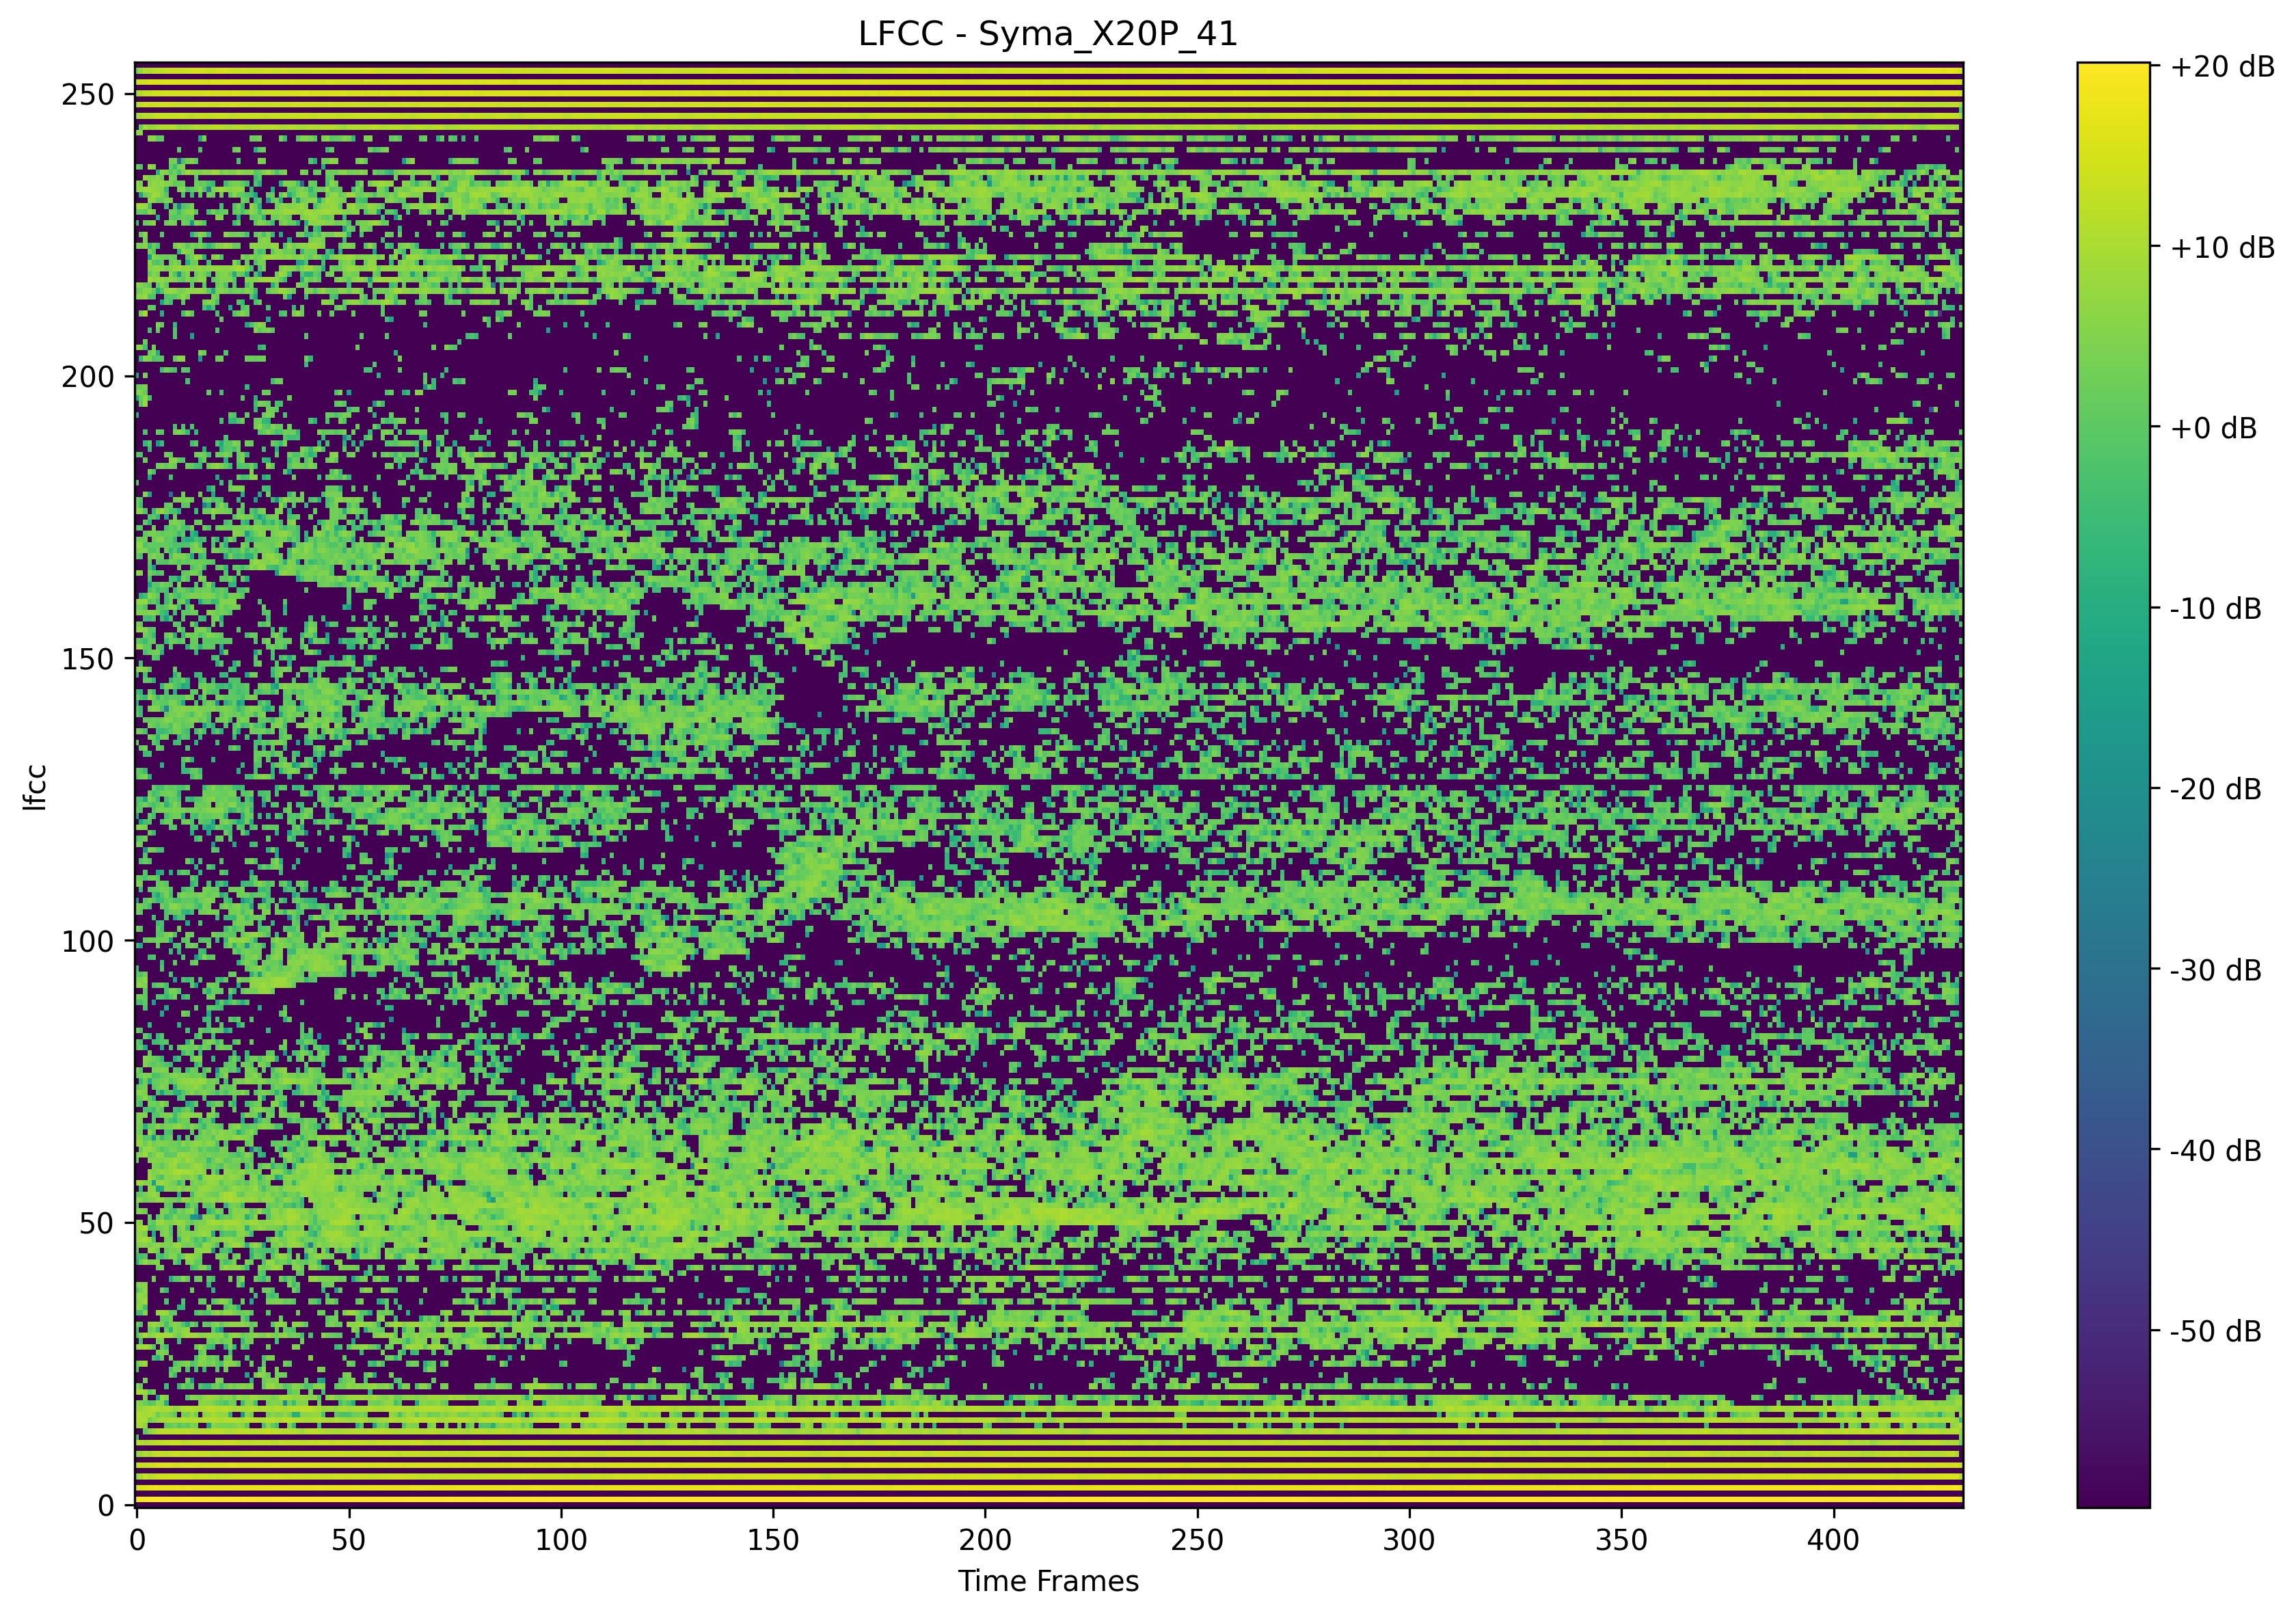 LFCC - Syma_X20P_41
lfcc
250
200
150
100
50
0
0 50 100 150 200 250 300 350 400
Time Frames
+20 dB
+10 dB
+0 dB
-10 dB
-20 dB
-30 dB
-40 dB
-50 dB